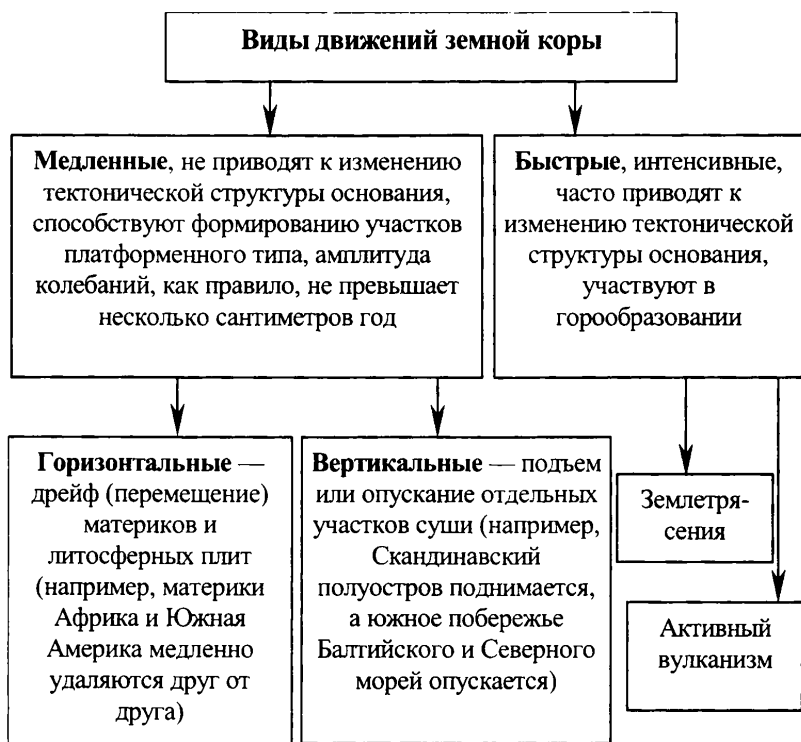 Виды движений земной коры
Медленные, не приводят к изменению
тектонической структуры основания,
способствуют формированию участков
платформенного типа, амплитуда
колебаний, как правило, не превышает
несколько сантиметров год
Быстрые, интенсивные,
часто приводят к
изменению тектонической
структуры основания,
участвуют в
горообразовании
Горизонтальные —
дрейф (перемещение)
материков и
литосферных плит
(например, материки
Африка и Южная
Америка медленно
удаляются друг от
друга)
Вертикальные — подъем
или опускание отдельных
участков суши (например,
Скандинавский
полуостров поднимается,
а южное побережье
Балтийского и Северного
морей опускается)
Землетря-
сения
Активный
вулканизм